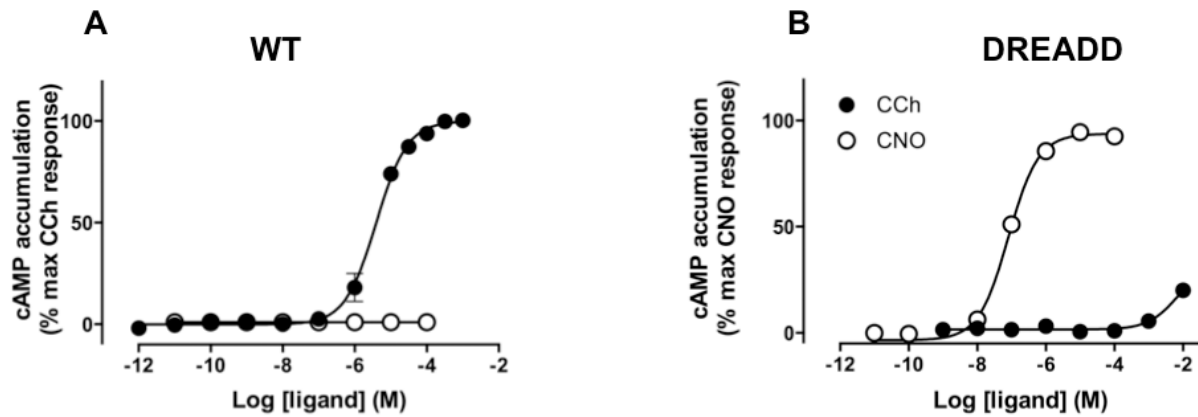 A
WT
cAMP accumulation
(% max CCh response)
100
50
0
-12 -10 -8 -6 -4 -2
Log [ligand] (M)
B
DREADD
CCh
CNO
cAMP accumulation
(% max CNO response)
100
50
0
-12 -10 -8 -6 -4 -2
Log [ligand] (M)